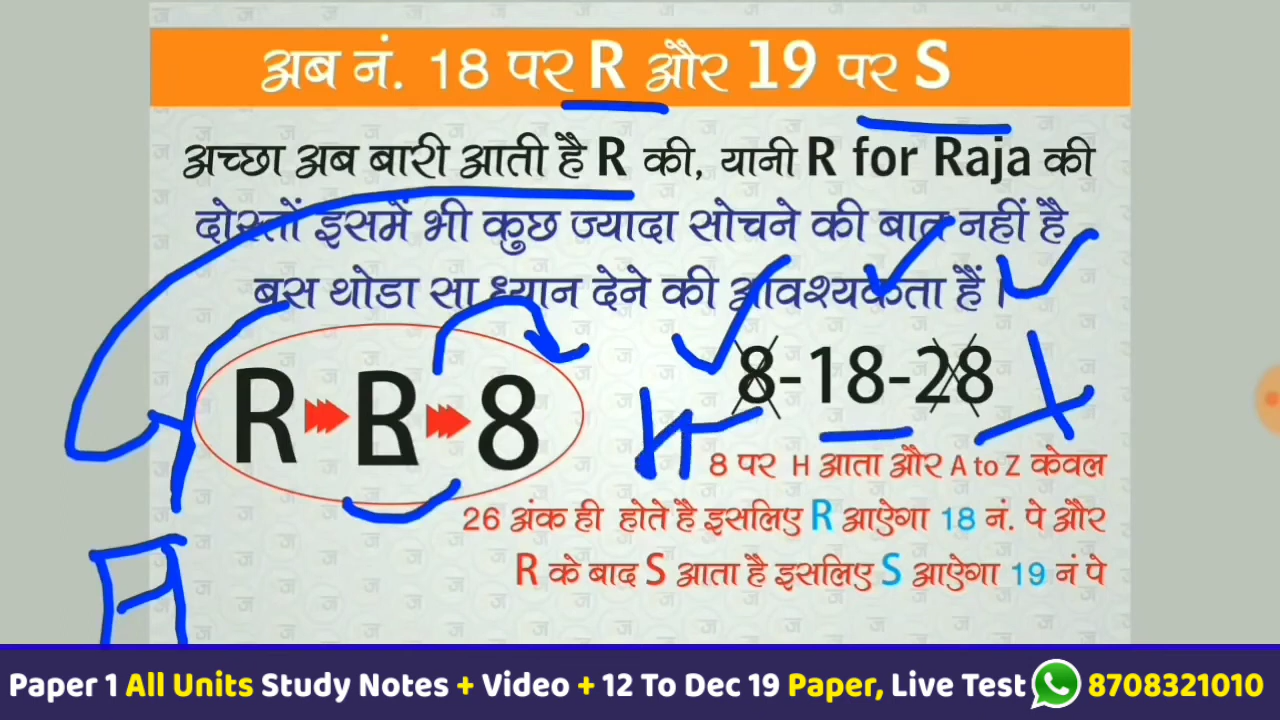 अब नं. 18 पर R और 19 पर S
अच्छा अब बारी आती है R की, यानी R for Raja की
दोस्तों इसमें भी कुछ ज्यादा सोचने की बात नहीं है
बस थोडा सा ध्यान देने की आवश्यकता हैं।
R B 8
8-18-28
H
8 पर H आता और A to Z केवल
26 अंक ही होते है इसलिए R आऐगा 18 नं. पे और
R के बाद S आता है इसलिए S आऐगा 19 नं पे
Paper 1 All Units Study Notes + Video + 12 To Dec 19 Paper, Live Test 8708321010